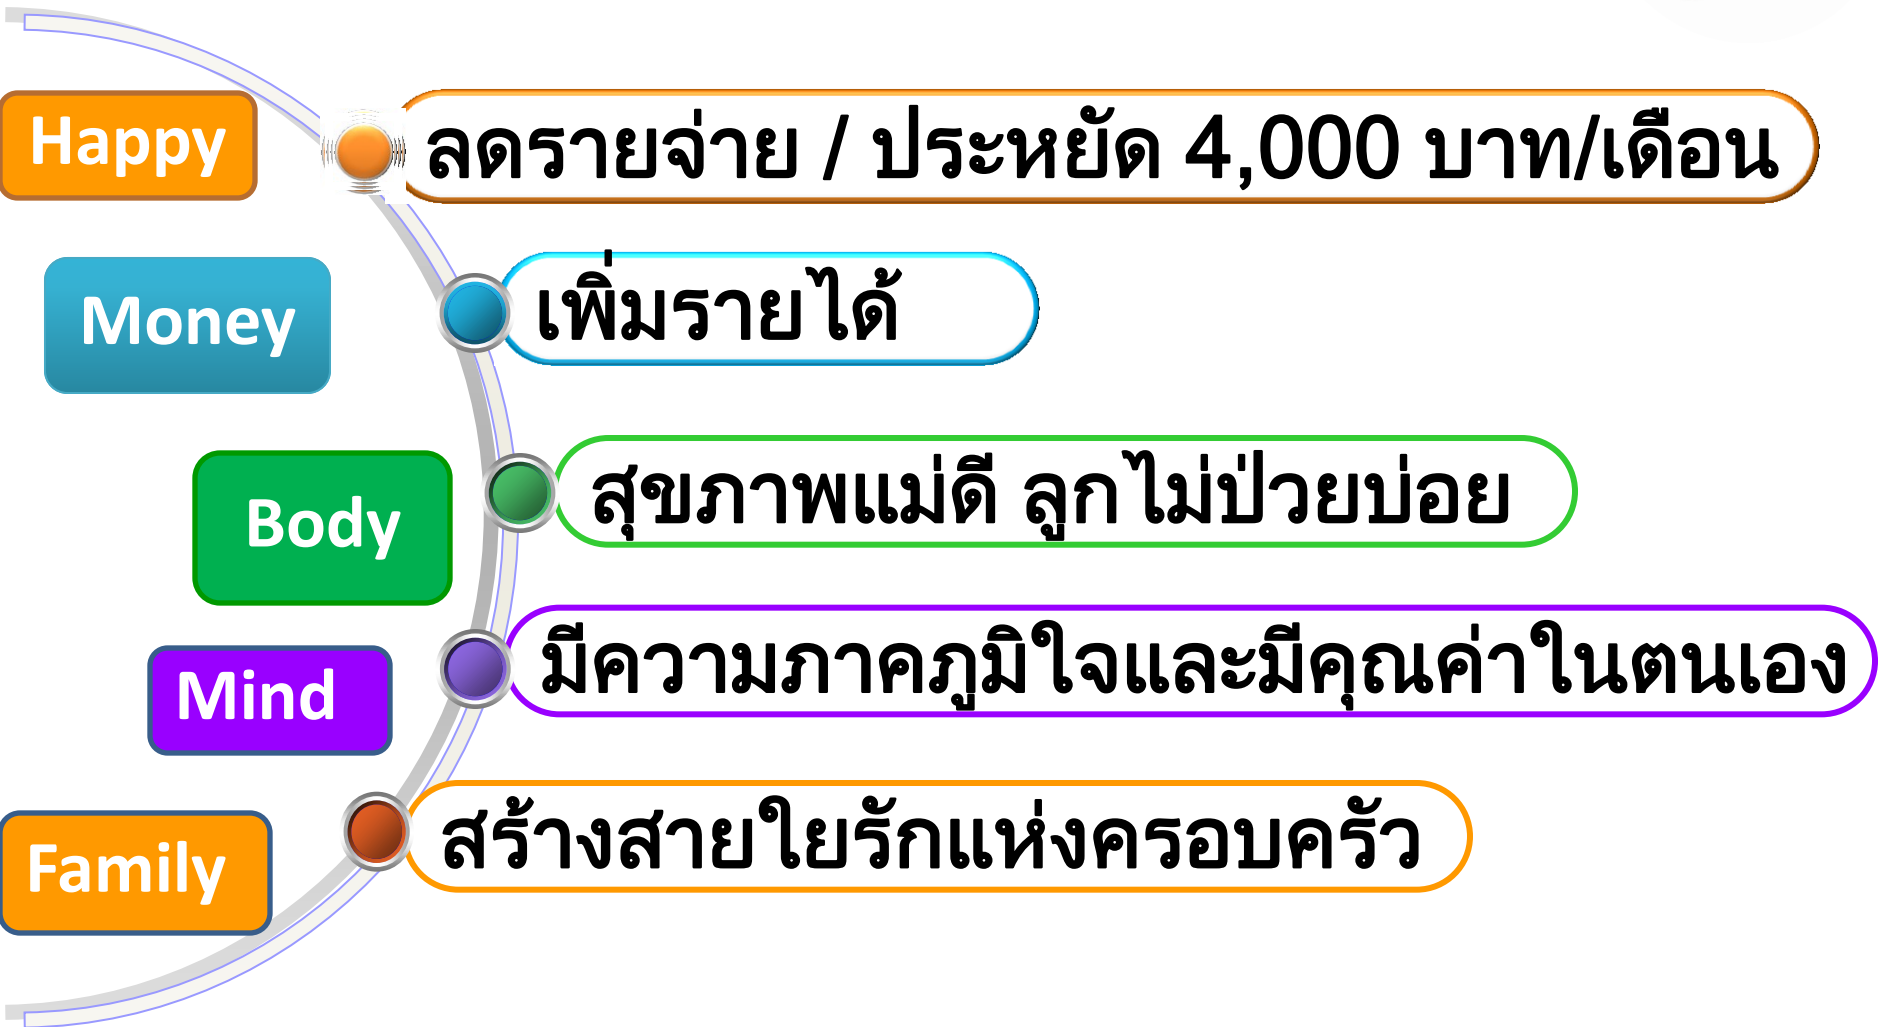 Happy
ลดรายจ่าย / ประหยัด 4,000 บาท/เดือน
Money
เพิ่มรายได้
Body
สุขภาพแม่ดี ลูกไม่ป่วยบ่อย
Mind
มีความภาคภูมิใจและมีคุณค่าในตนเอง
Family
สร้างสายใยรักแห่งครอบครัว